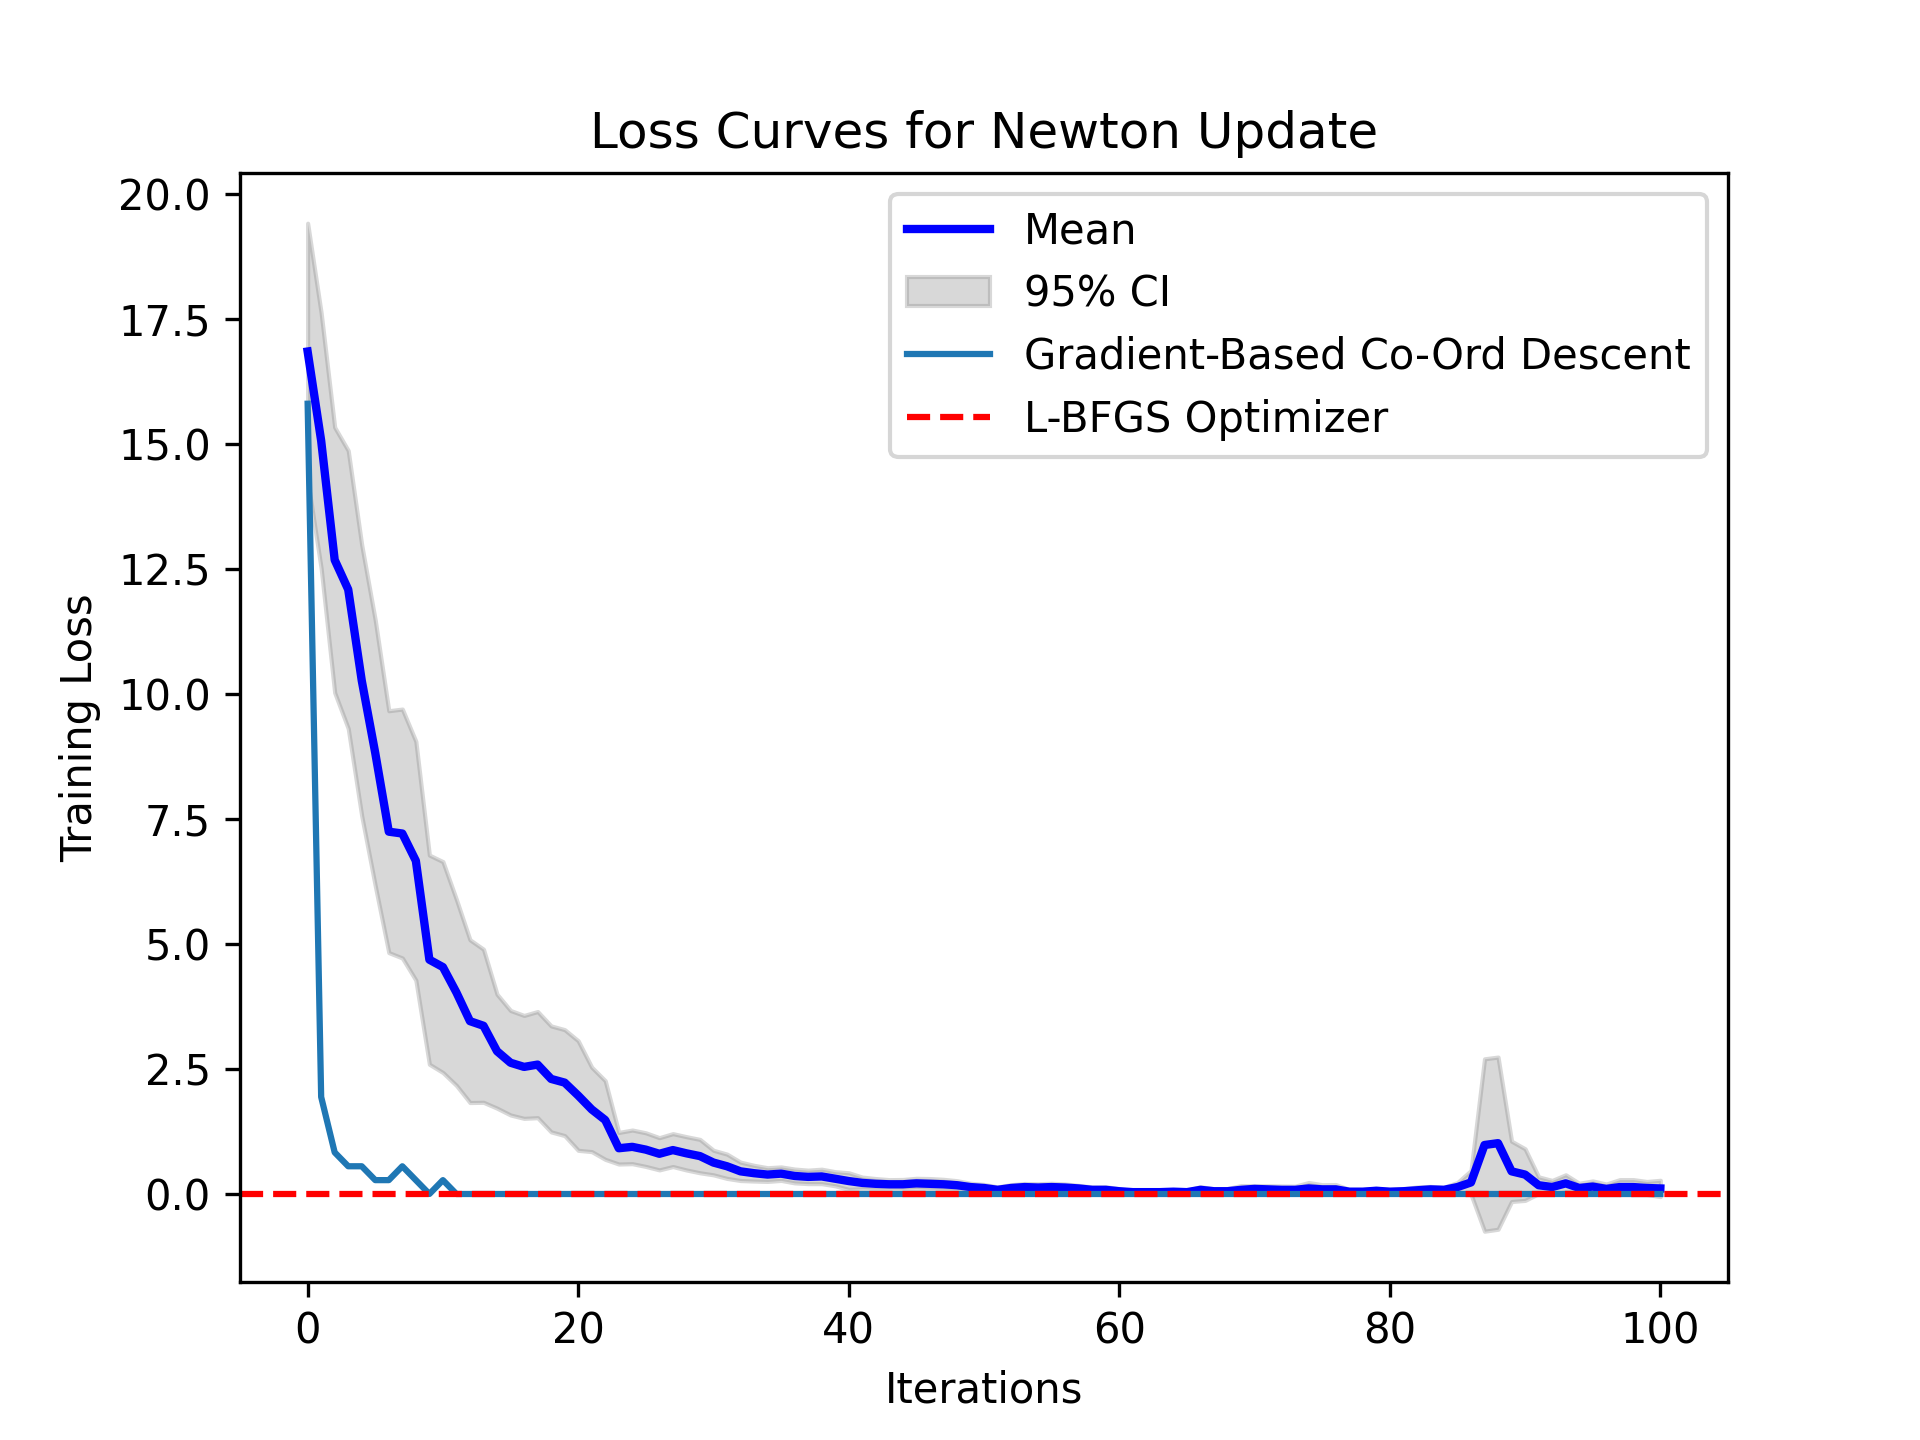 Loss Curves for Newton Update
Mean
95% CI
Gradient-Based Co-Ord Descent
L-BFGS Optimizer
Training Loss
20.0
17.5
15.0
12.5
10.0
7.5
5.0
2.5
0.0
0 20 40 60 80 100
Iterations